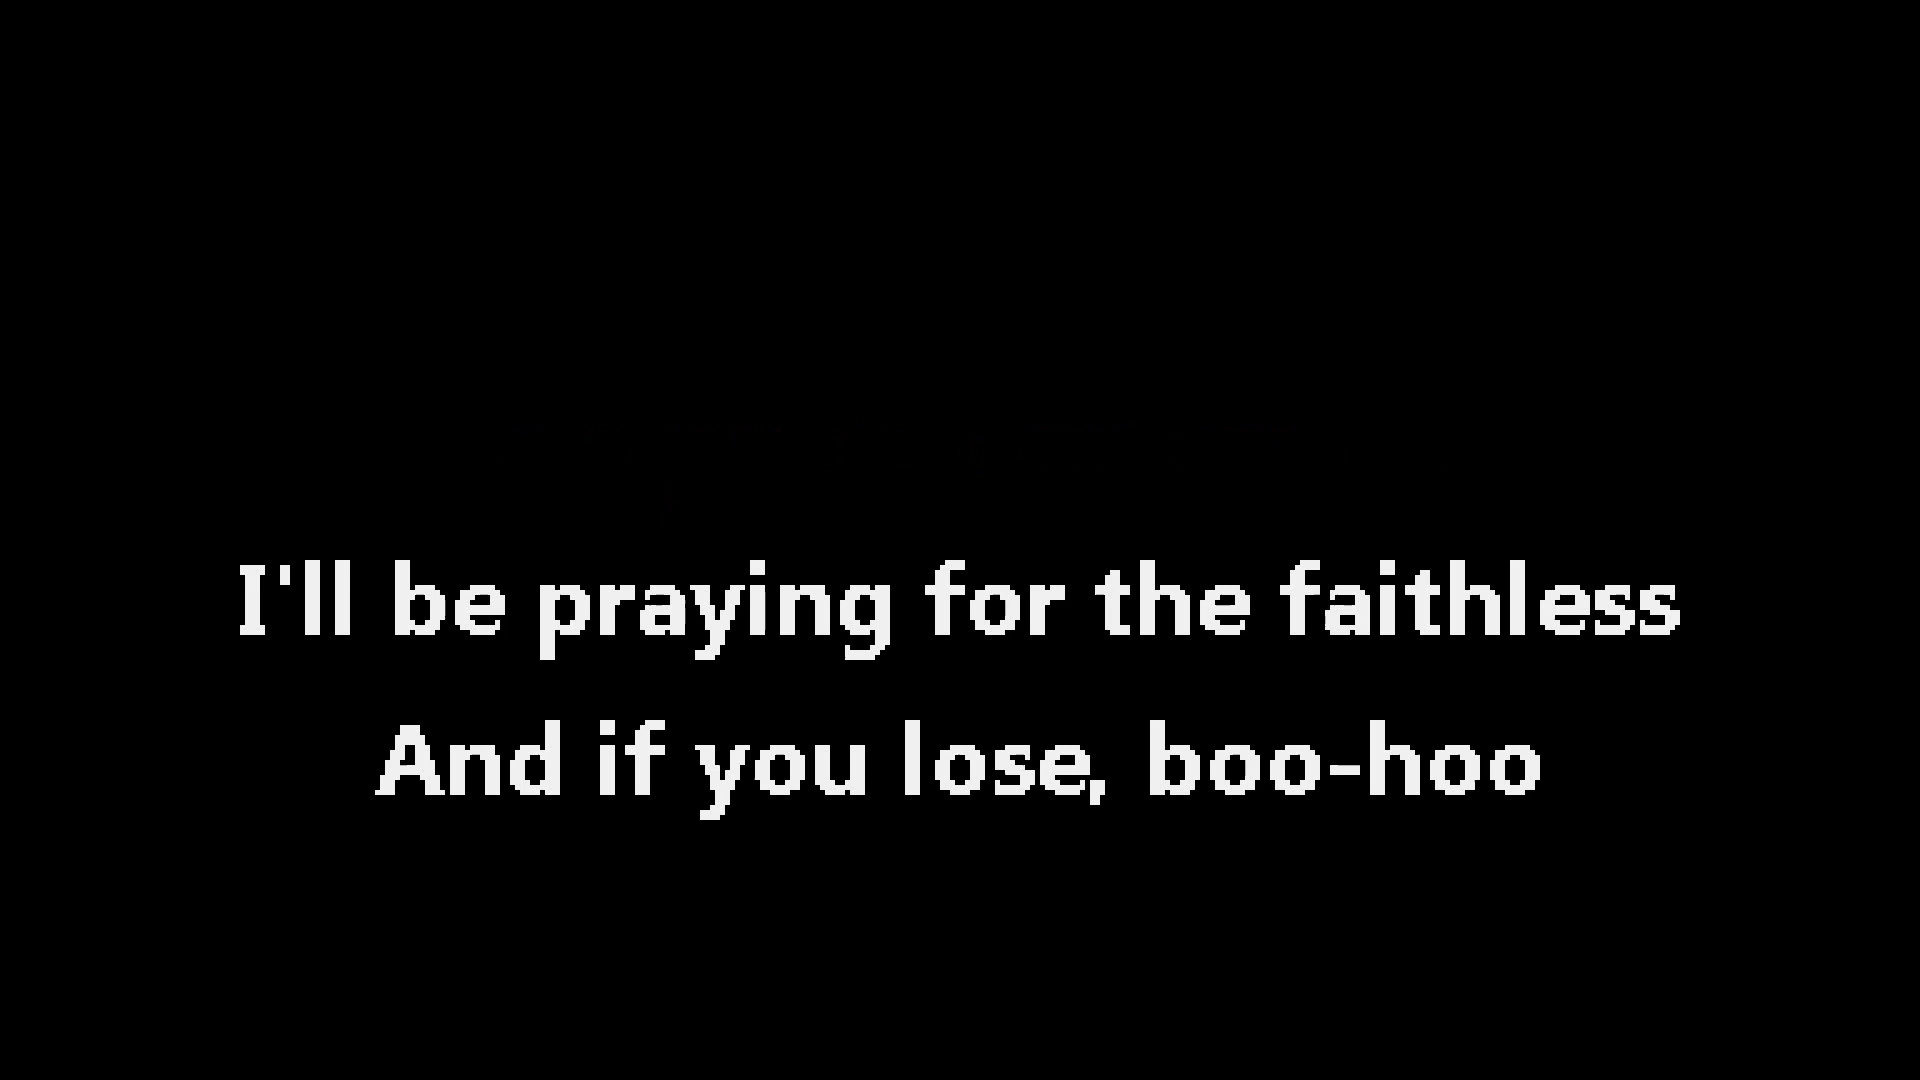 I'll be praying for the faithless
And if you lose, boo-hoo